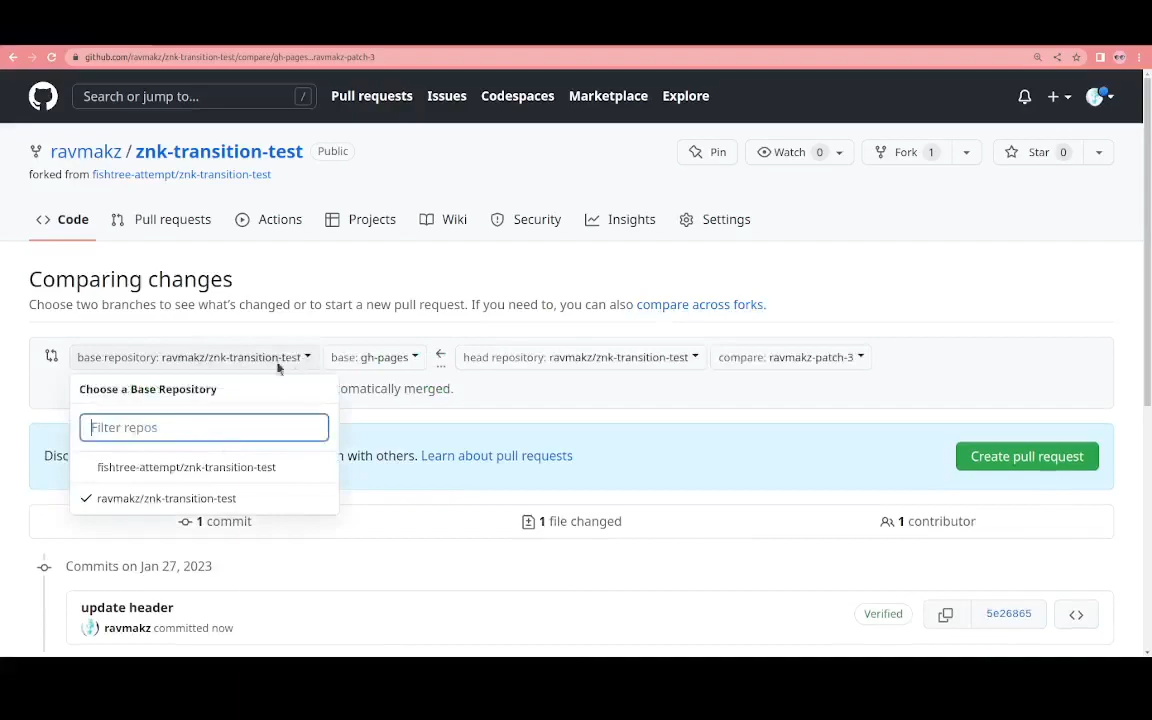 github.com/ravmakz/znk-transition-test/compare/gh-pages...ravmakz-patch-3
Search or jump to... /
Pull requests Issues Codespaces Marketplace Explore
ravmakz / znk-transition-test Public
Pin Watch 0 Fork 1 Star 0
forked from fishtree-attempt/znk-transition-test
Code Pull requests Actions Projects Wiki Security Insights Settings
Comparing changes
Choose two branches to see what's changed or to start a new pull request. If you need to, you can also compare across forks.
base repository: ravmakz/znk-transition-test base: gh-pages head repository: ravmakz/znk-transition-test compare: ravmakz-patch-3
Choose a Base Repository
omatically merged.
Filter repos
Disc
n with others. Learn about pull requests
Create pull request
fishtree-attempt/znk-transition-test
ravmakz/znk-transition-test
1 commit 1 file changed 1 contributor
Commits on Jan 27, 2023
update header
ravmakz committed now
Verified 5e26865